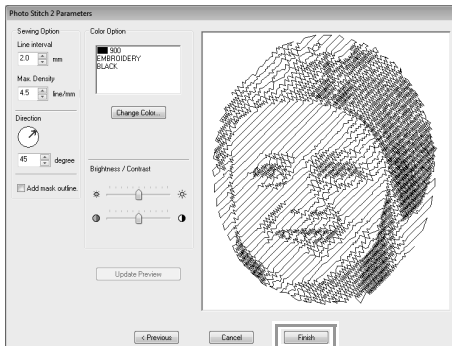 Photo Stitch 2 Parameters
Sewing Option
Line interval
2.0 mm
Max. Density
4.5 line/mm
Direction
45 degree
Add mask outline.
Color Option
900
EMBROIDERY
BLACK
Change Color...
Brightness / Contrast
Update Preview
< Previous
Cancel
Finish